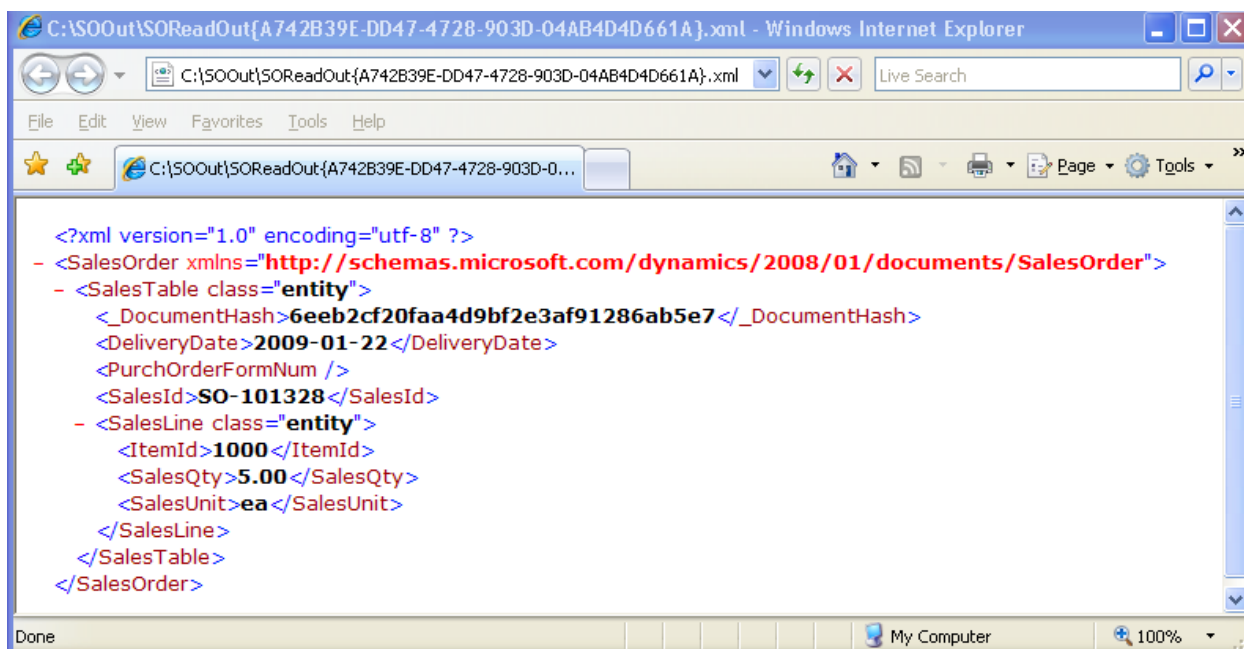 C:\SOOut\SOReadOut{A742B39E-DD47-4728-903D-04AB4D4D661A}.xml - Windows Internet Explorer
C:\SOOut\SOReadOut{A742B39E-DD47-4728-903D-04AB4D4D661A}.xml Live Search
File Edit View Favorites Tools Help
C:\SOOut\SOReadOut{A742B39E-DD47-4728-903D-0... Page Tools »
<?xml version="1.0" encoding="utf-8" ?>
- <SalesOrder xmlns="http://schemas.microsoft.com/dynamics/2008/01/documents/SalesOrder">
- <SalesTable class="entity">
<_DocumentHash>6eeb2cf20faa4d9bf2e3af91286ab5e7</_DocumentHash>
<DeliveryDate>2009-01-22</DeliveryDate>
<PurchOrderFormNum />
<SalesId>SO-101328</SalesId>
- <SalesLine class="entity">
<ItemId>1000</ItemId>
<SalesQty>5.00</SalesQty>
<SalesUnit>ea</SalesUnit>
</SalesLine>
</SalesTable>
</SalesOrder>
Done My Computer 100%